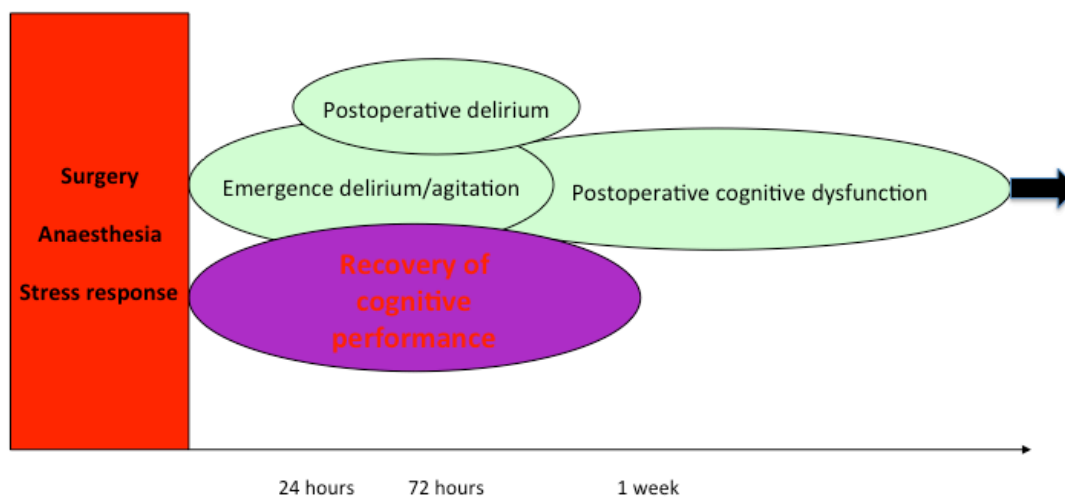 Surgery
Anaesthesia
Stress response
Postoperative delirium
Emergence delirium/agitation
Postoperative cognitive dysfunction
Recovery of
cognitive
performance
24 hours
72 hours
1 week